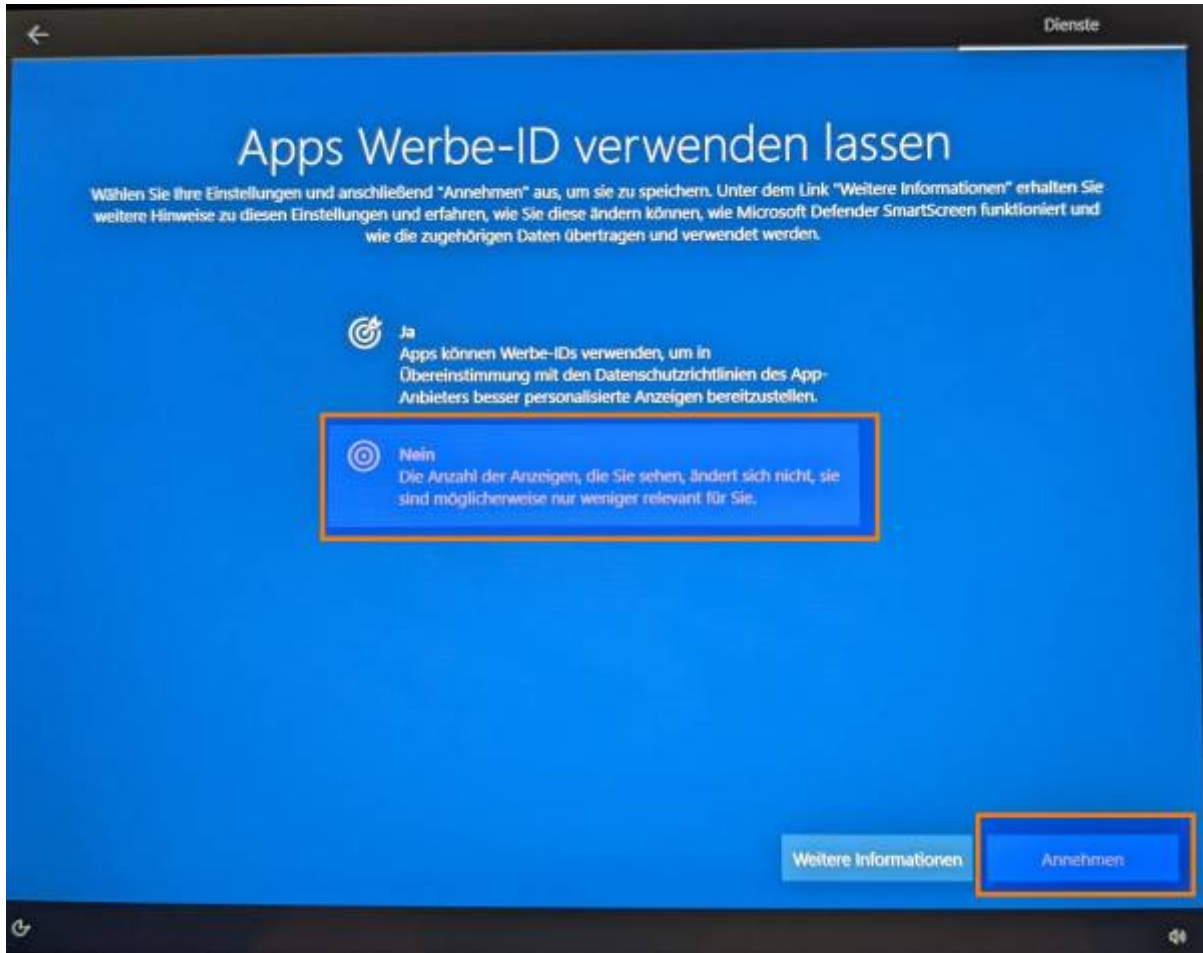 Dienste
Apps Werbe-ID verwenden lassen
Wählen Sie Ihre Einstellungen und anschließend "Annehmen" aus, um sie zu speichern. Unter dem Link "Weitere Informationen" erhalten Sie
weitere Hinweise zu diesen Einstellungen und erfahren, wie Sie diese ändern können, wie Microsoft Defender SmartScreen funktioniert und
wie die zugehörigen Daten übertragen und verwendet werden.
Ja
Apps können Werbe-IDs verwenden, um in
Übereinstimmung mit den Datenschutzrichtlinien des App-
Anbieters besser personalisierte Anzeigen bereitzustellen.
Nein
Die Anzahl der Anzeigen, die Sie sehen, ändert sich nicht, sie
sind möglicherweise nur weniger relevant für Sie.
Weitere Informationen
Annehmen